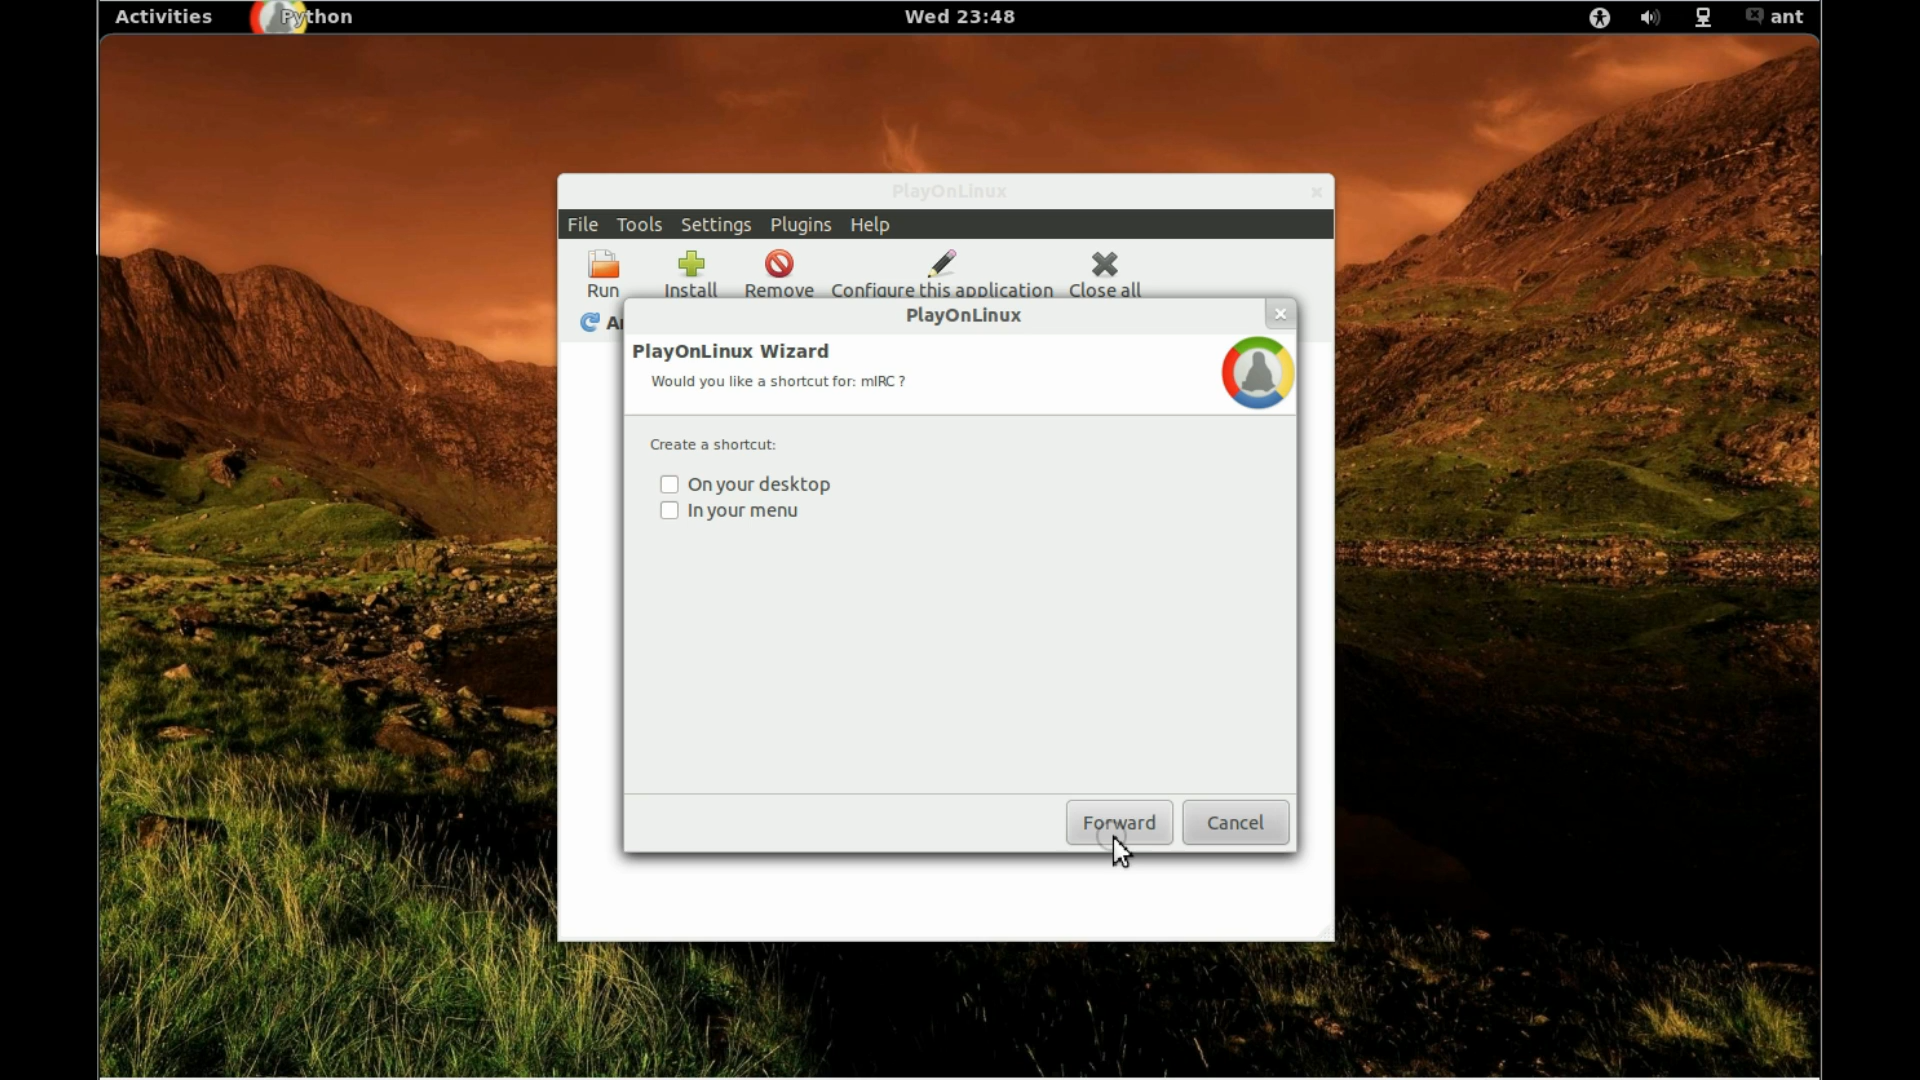 Activities Python Wed 23:48 ant
PlayOnLinux
File Tools Settings Plugins Help
Run Install Remove Configure this application Close all
PlayOnLinux
PlayOnLinux Wizard
Would you like a shortcut for: mIRC ?
Create a shortcut:
On your desktop
In your menu
Forward Cancel